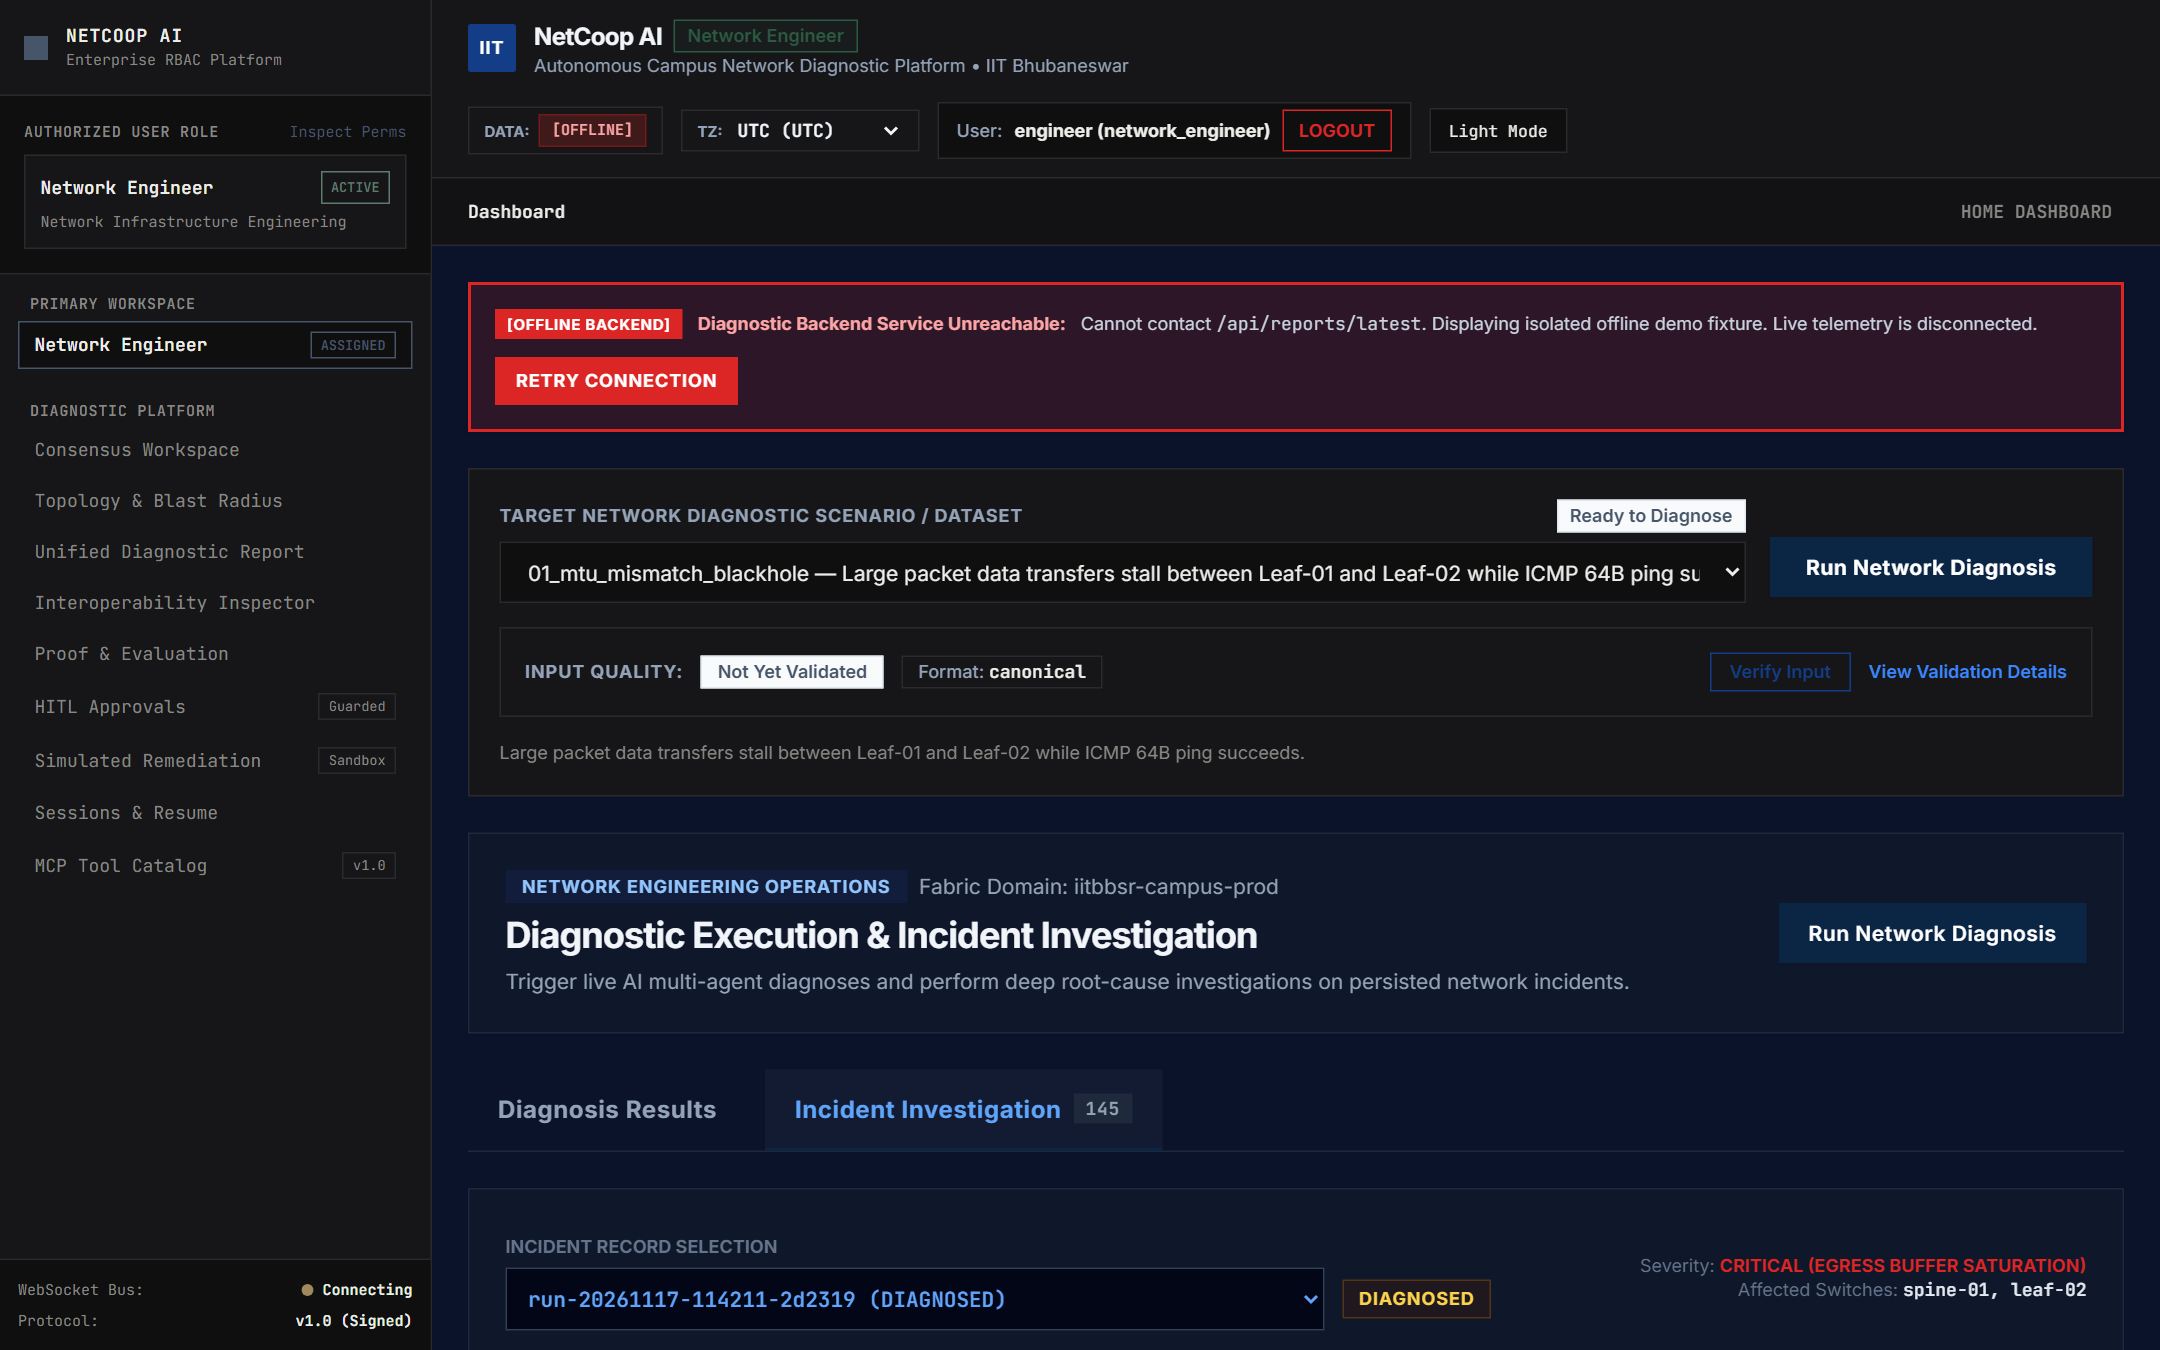 NETCOOP AI
Enterprise RBAC Platform
AUTHORIZED USER ROLE
Inspect Perms
Network Engineer
ACTIVE
Network Infrastructure Engineering
PRIMARY WORKSPACE
Network Engineer
ASSIGNED
DIAGNOSTIC PLATFORM
Consensus Workspace
Topology & Blast Radius
Unified Diagnostic Report
Interoperability Inspector
Proof & Evaluation
HITL Approvals
Guarded
Simulated Remediation
Sandbox
Sessions & Resume
MCP Tool Catalog
v1.0
WebSocket Bus:
Connecting
Protocol:
v1.0 (Signed)
IIT
NetCoop AI
Network Engineer
Autonomous Campus Network Diagnostic Platform • IIT Bhubaneswar
DATA: [OFFLINE]
TZ: UTC (UTC)
User: engineer (network_engineer)
LOGOUT
Light Mode
Dashboard
HOME DASHBOARD
[OFFLINE BACKEND] Diagnostic Backend Service Unreachable: Cannot contact /api/reports/latest. Displaying isolated offline demo fixture. Live telemetry is disconnected.
RETRY CONNECTION
TARGET NETWORK DIAGNOSTIC SCENARIO / DATASET
Ready to Diagnose
01_mtu_mismatch_blackhole — Large packet data transfers stall between Leaf-01 and Leaf-02 while ICMP 64B ping su
Run Network Diagnosis
INPUT QUALITY:
Not Yet Validated
Format: canonical
Verify Input
View Validation Details
Large packet data transfers stall between Leaf-01 and Leaf-02 while ICMP 64B ping succeeds.
NETWORK ENGINEERING OPERATIONS
Fabric Domain: iitbbsr-campus-prod
Diagnostic Execution & Incident Investigation
Trigger live AI multi-agent diagnoses and perform deep root-cause investigations on persisted network incidents.
Run Network Diagnosis
Diagnosis Results
Incident Investigation
145
INCIDENT RECORD SELECTION
run-20261117-114211-2d2319 (DIAGNOSED)
DIAGNOSED
Severity: CRITICAL (EGRESS BUFFER SATURATION)
Affected Switches: spine-01, leaf-02